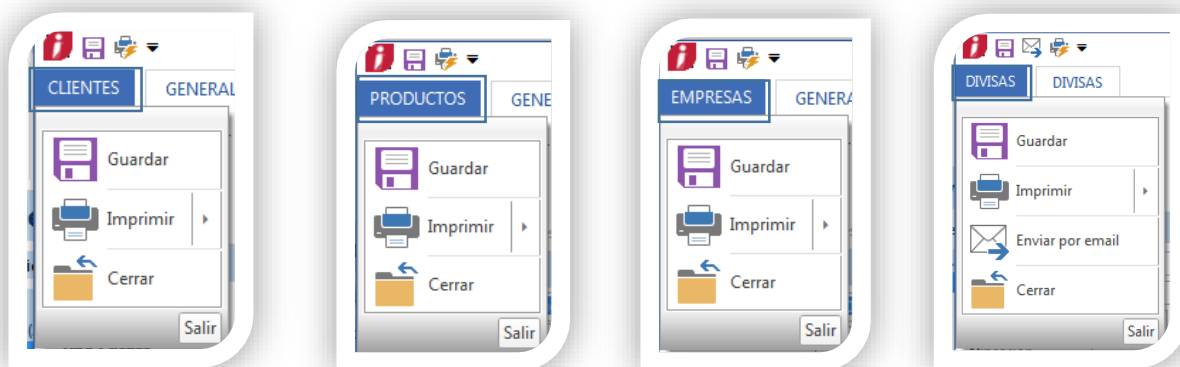 CLIENTES GENERAL
Guardar
Imprimir
Cerrar
Salir
PRODUCTOS GENE
Guardar
Imprimir
Cerrar
Salir
EMPRESAS GENERA
Guardar
Imprimir
Cerrar
Salir
DIVISAS DIVISAS
Guardar
Imprimir
Enviar por email
Cerrar
Salir